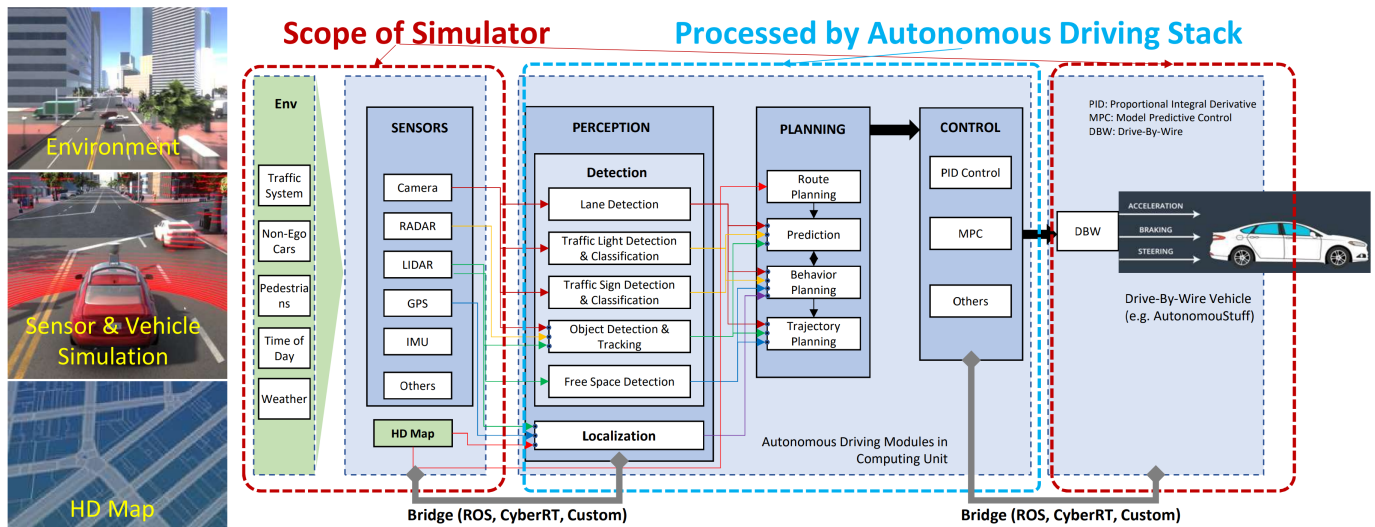 Scope of Simulator
Processed by Autonomous Driving Stack
Environment
Sensor & Vehicle
Simulation
HD Map
Env
Traffic
System
Non-Ego
Cars
Pedestria
ns
Time of
Day
Weather
SENSORS
Camera
RADAR
LIDAR
GPS
IMU
Others
HD Map
PERCEPTION
Detection
Lane Detection
Traffic Light Detection
& Classification
Traffic Sign Detection
& Classification
Object Detection &
Tracking
Free Space Detection
Localization
PLANNING
Route
Planning
Prediction
Behavior
Planning
Trajectory
Planning
CONTROL
PID Control
MPC
Others
Autonomous Driving Modules in
Computing Unit
PID: Proportional Integral Derivative
MPC: Model Predictive Control
DBW: Drive-By-Wire
DBW
ACCELERATION
BRAKING
STEERING
Drive-By-Wire Vehicle
(e.g. AutonomouStuff)
Bridge (ROS, CyberRT, Custom)
Bridge (ROS, CyberRT, Custom)